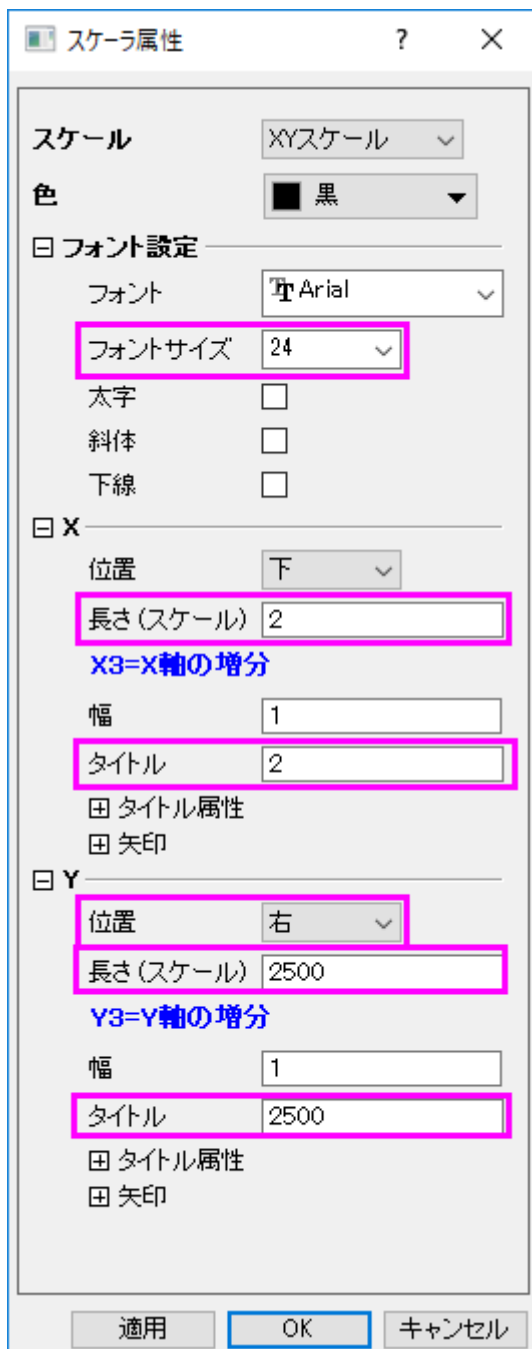 スケーラ属性 ? ×
スケール XYスケール
色 黒
フォント設定
フォント Arial
フォントサイズ 24
太字
斜体
下線
X
位置 下
長さ(スケール) 2
X3=X軸の増分
幅 1
タイトル 2
タイトル属性
矢印
Y
位置 右
長さ(スケール) 2500
Y3=Y軸の増分
幅 1
タイトル 2500
タイトル属性
矢印
適用 OK キャンセル